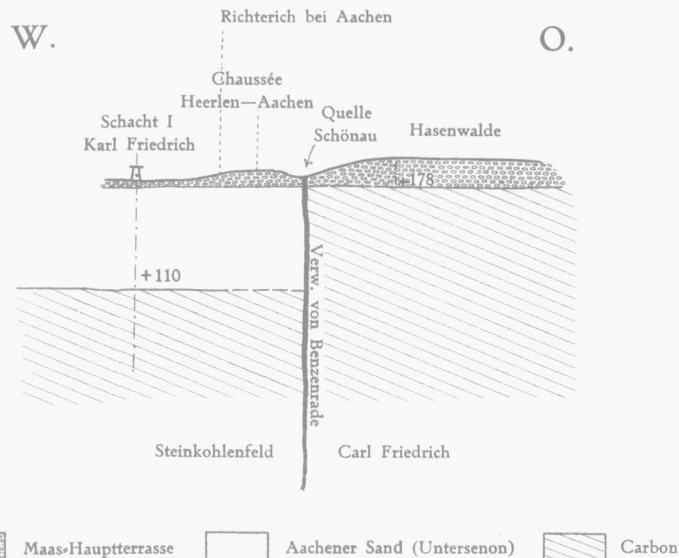 Richterich bei Aachen
W.
O.
Chaussée
Heerlen—Aachen
Schacht I
Karl Friedrich
Quelle
Schönau
Hasenwalde
+178
+110
Verw. von Benzenrade
Steinkohlenfeld
Carl Friedrich
Maas-Hauptterrasse
Aachener Sand (Untersenon)
Carbon